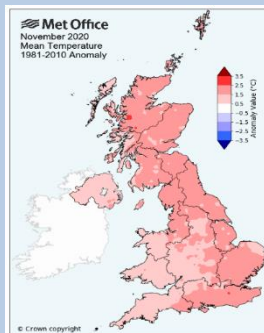 Met Office
November 2020
Mean Temperature
1981-2010 Anomaly
3.5
2.5
1.5
0.5
-0.5
-1.5
-2.5
-3.5
Anomaly Value (°C)
© Crown copyright